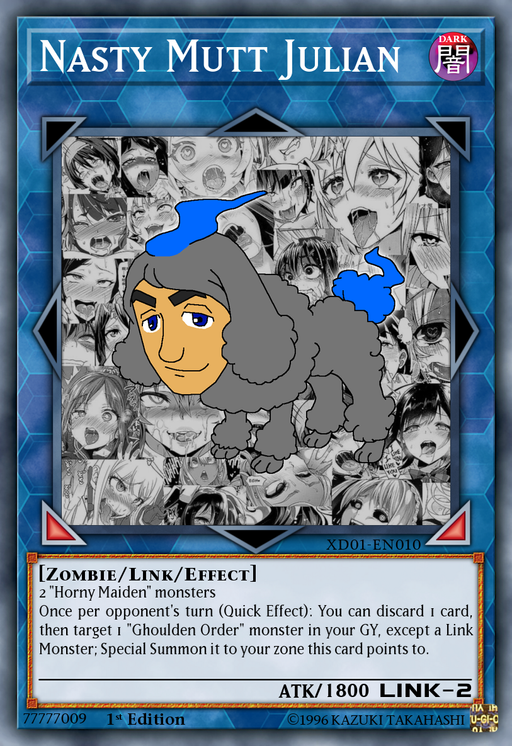 Nasty Mutt Julian
DARK
闇
XD01-EN010
[Zombie/Link/Effect]
2 "Horny Maiden" monsters
Once per opponent's turn (Quick Effect): You can discard 1 card,
then target 1 "Ghoulden Order" monster in your GY, except a Link
Monster; Special Summon it to your zone this card points to.
ATK/1800 LINK-2
77777009 1st Edition ©1996 KAZUKI TAKAHASHI